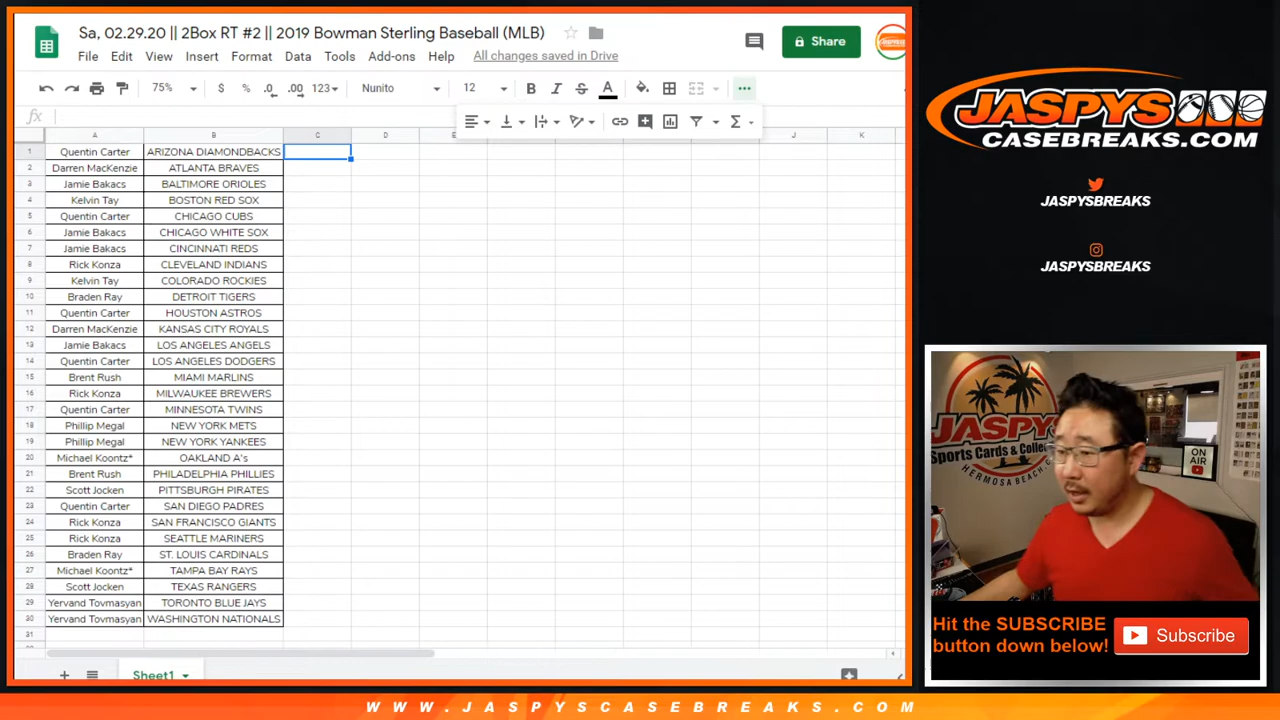 Sa, 02.29.20 || 2Box RT #2 || 2019 Bowman Sterling Baseball (MLB)
File Edit View Insert Format Data Tools Add-ons Help All changes saved in Drive
Share
75% $ % .0 .00 123 Nunito 12 B I S A
fx
A B C D E J K
1 Quentin Carter ARIZONA DIAMONDBACKS
2 Darren MacKenzie ATLANTA BRAVES
3 Jamie Bakacs BALTIMORE ORIOLES
4 Kelvin Tay BOSTON RED SOX
5 Quentin Carter CHICAGO CUBS
6 Jamie Bakacs CHICAGO WHITE SOX
7 Jamie Bakacs CINCINNATI REDS
8 Rick Konza CLEVELAND INDIANS
9 Kelvin Tay COLORADO ROCKIES
10 Braden Ray DETROIT TIGERS
11 Quentin Carter HOUSTON ASTROS
12 Darren MacKenzie KANSAS CITY ROYALS
13 Jamie Bakacs LOS ANGELES ANGELS
14 Quentin Carter LOS ANGELES DODGERS
15 Brent Rush MIAMI MARLINS
16 Rick Konza MILWAUKEE BREWERS
17 Quentin Carter MINNESOTA TWINS
18 Phillip Megal NEW YORK METS
19 Phillip Megal NEW YORK YANKEES
20 Michael Koontz* OAKLAND A's
21 Brent Rush PHILADELPHIA PHILLIES
22 Scott Jocken PITTSBURGH PIRATES
23 Quentin Carter SAN DIEGO PADRES
24 Rick Konza SAN FRANCISCO GIANTS
25 Rick Konza SEATTLE MARINERS
26 Braden Ray ST. LOUIS CARDINALS
27 Michael Koontz* TAMPA BAY RAYS
28 Scott Jocken TEXAS RANGERS
29 Yervand Tovmasyan TORONTO BLUE JAYS
30 Yervand Tovmasyan WASHINGTON NATIONALS
31
Sheet1
JASPYS
CASEBREAKS.COM
JASPYSBREAKS
JASPYSBREAKS
JASPYS
Sports Cards & Collec
HERMOSA BEACH
ON AIR
Hit the SUBSCRIBE
button down below!
Subscribe
WWW.JASPYSCASEBREAKS.COM